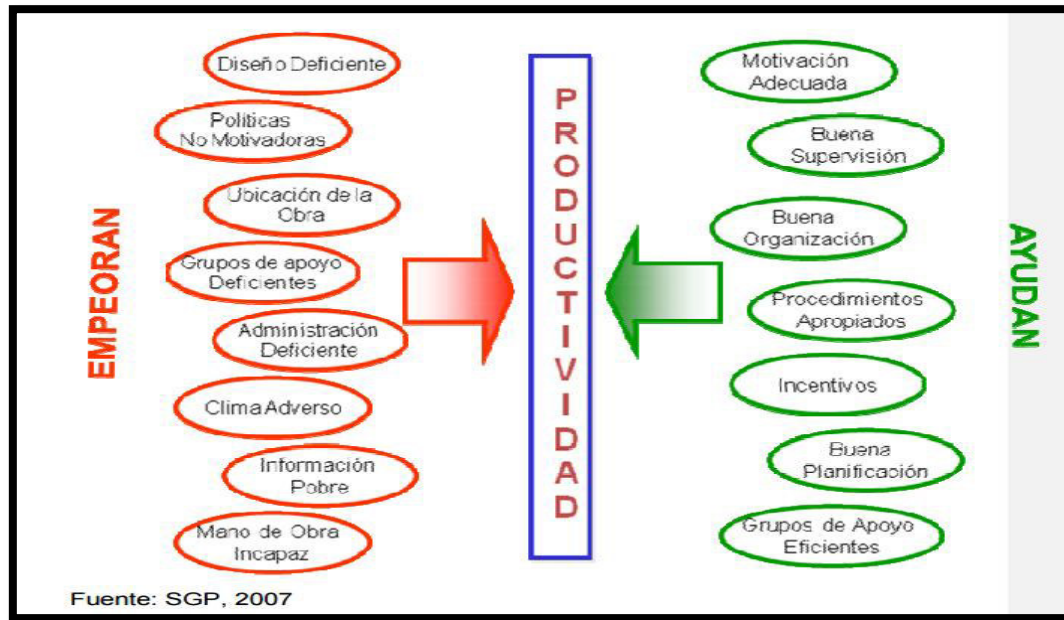 EMPEORAN
Diseño Deficiente
Políticas
No Motivadoras
Ubicación de la
Obra
Grupos de apoyo
Deficientes
Administración
Deficiente
Clima Adverso
Información
Pobre
Mano de Obra
Incapaz
PRODUCTIVIDAD
Motivación
Adecuada
Buena
Supervisión
Buena
Organización
Procedimientos
Apropiados
Incentivos
Buena
Planificación
Grupos de Apoyo
Eficientes
AYUDAN
Fuente: SGP, 2007